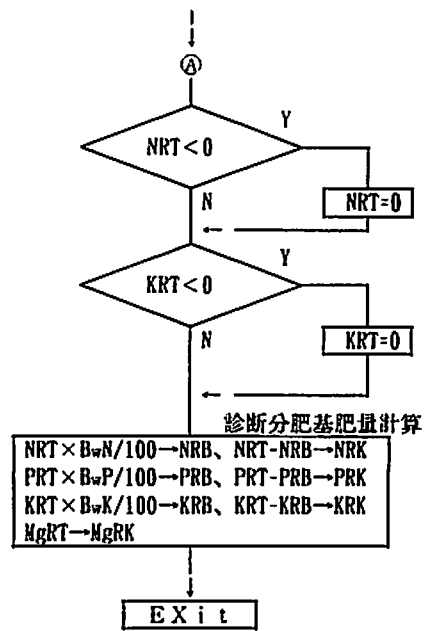 A
Y
NRT<0
N
NRT=0
Y
KRT<0
N
KRT=0
診断分肥基肥量計算
NRT×BwN/100→NRB、NRT-NRB→NRK
PRT×BwP/100→PRB、PRT-PRB→PRK
KRT×BwK/100→KRB、KRT-KRB→KRK
MgRT→MgRK
EXit